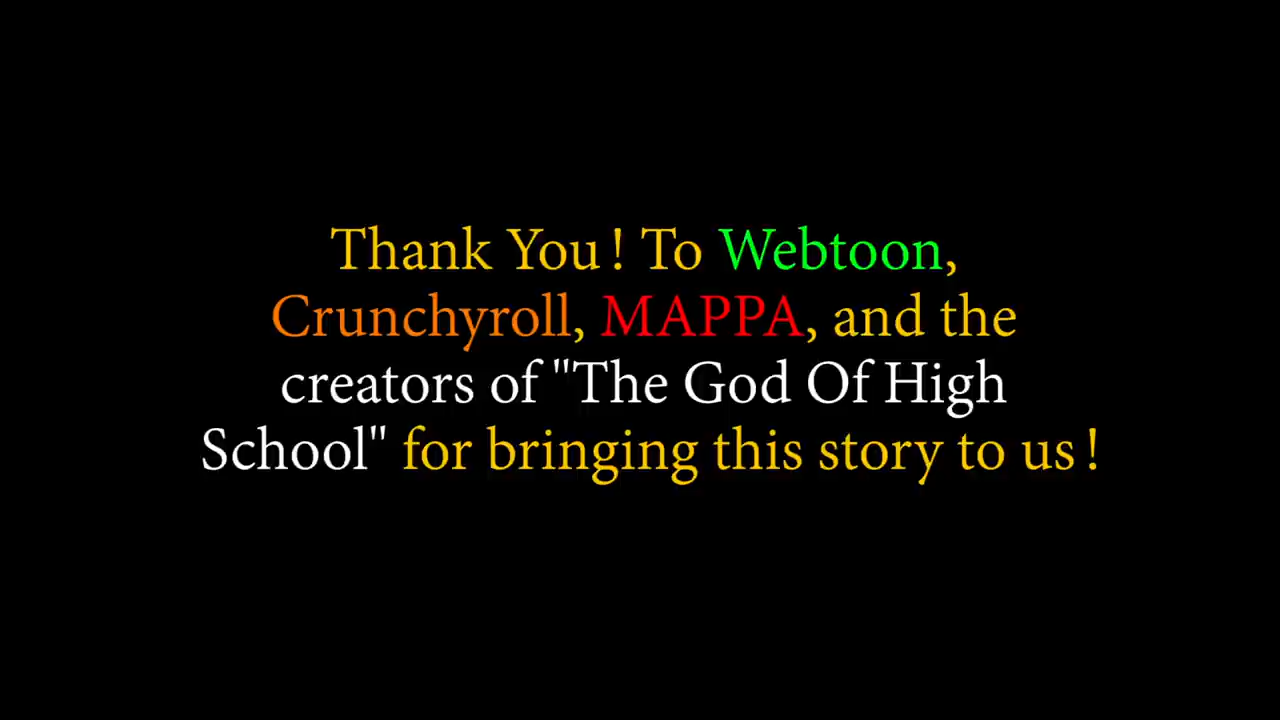 Thank You! To Webtoon,
Crunchyroll, MAPPA, and the
creators of "The God Of High
School" for bringing this story to us!